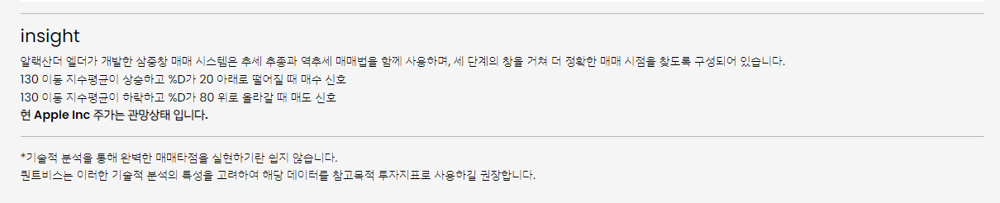 insight
알랙산더 엘더가 개발한 삼중창 매매 시스템은 추세 추종과 역추세 매매법을 함께 사용하며, 세 단계의 창을 거쳐 더 정확한 매매 시점을 찾도록 구성되어 있습니다.
130 이동 지수평균이 상승하고 %D가 20 아래로 떨어질 때 매수 신호
130 이동 지수평균이 하락하고 %D가 80 위로 올라갈 때 매도 신호
현 Apple Inc 주가는 관망상태 입니다.
*기술적 분석을 통해 완벽한 매매타점을 실현하기란 쉽지 않습니다.
퀀트비스는 이러한 기술적 분석의 특성을 고려하여 해당 데이터를 참고목적 투자지표로 사용하길 권장합니다.